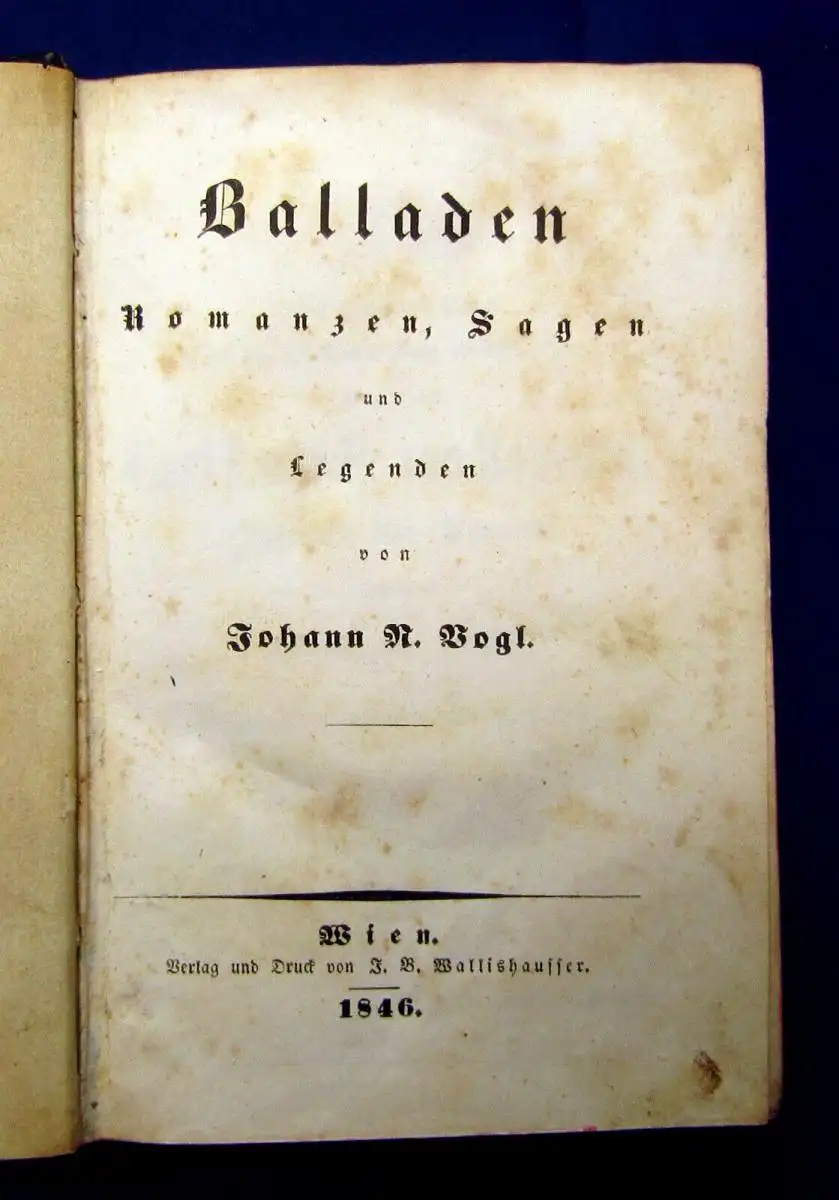 Balladen
Romanzen, Sagen
und
Legenden
von
Johann N. Vogl.
Wien.
Verlag und Druck von J. B. Wallishausser.
1846.